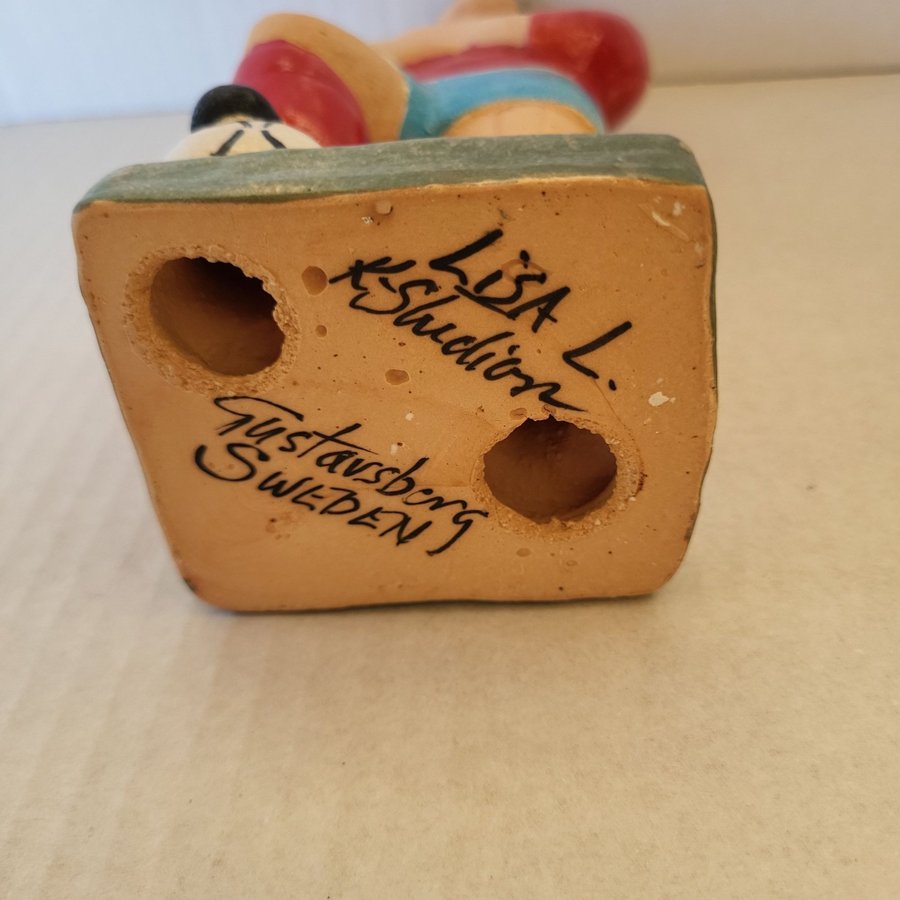 LiSA L.
K-Studion
Gustavsberg
SWEDEN